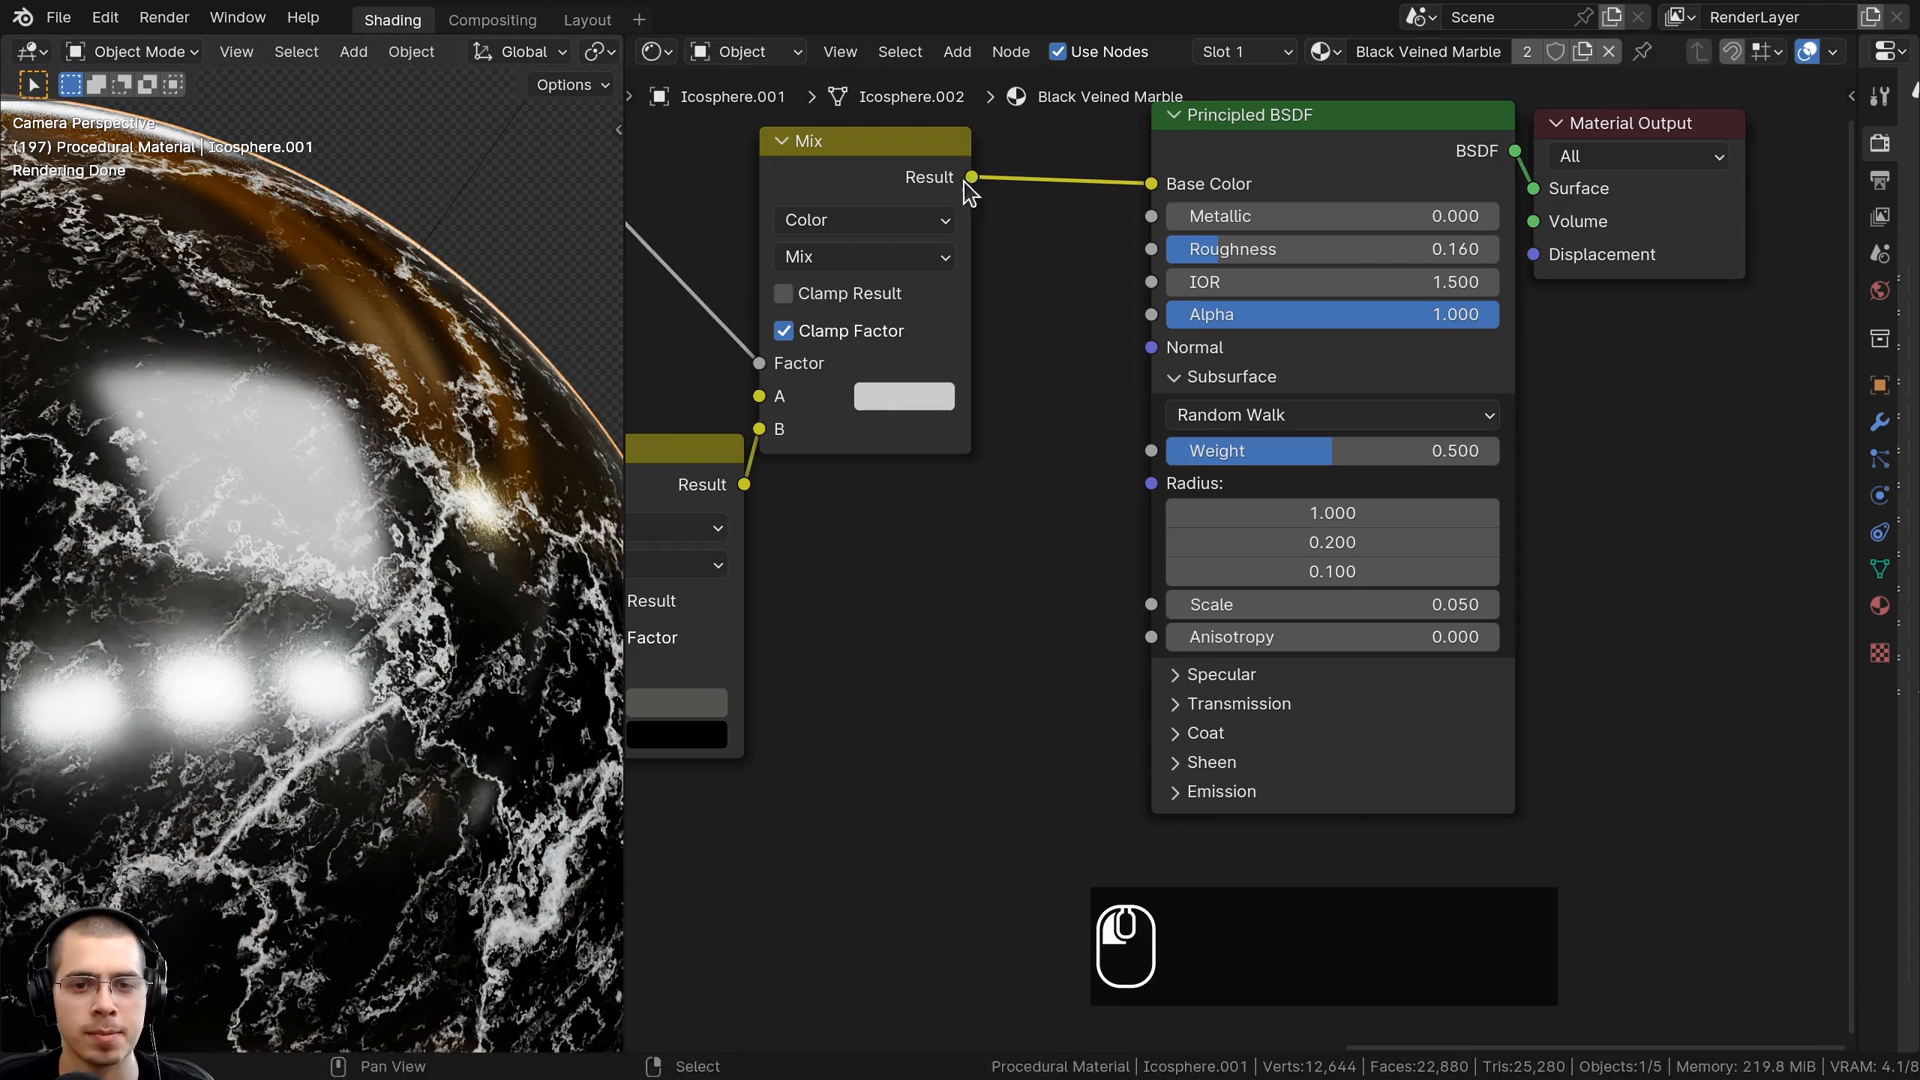 File Edit Render Window Help Shading Compositing Layout + Scene RenderLayer
Object Mode View Select Add Object Global Object View Select Add Node Use Nodes Slot 1 Black Veined Marble 2
Options
Icosphere.001 > Icosphere.002 > Black Veined Marble
Camera Perspective
(197) Procedural Material | Icosphere.001
Rendering Done
Mix
Result
Color
Mix
Clamp Result
Clamp Factor
Factor
A
B
Result
Result
Factor
Principled BSDF
BSDF
Base Color
Metallic 0.000
Roughness 0.160
IOR 1.500
Alpha 1.000
Normal
Subsurface
Random Walk
Weight 0.500
Radius:
1.000
0.200
0.100
Scale 0.050
Anisotropy 0.000
Specular
Transmission
Coat
Sheen
Emission
Material Output
All
Surface
Volume
Displacement
Pan View Select Procedural Material | Icosphere.001 | Verts:12,644 | Faces:22,880 | Tris:25,280 | Objects:1/5 | Memory: 219.8 MiB | VRAM: 4.1/8